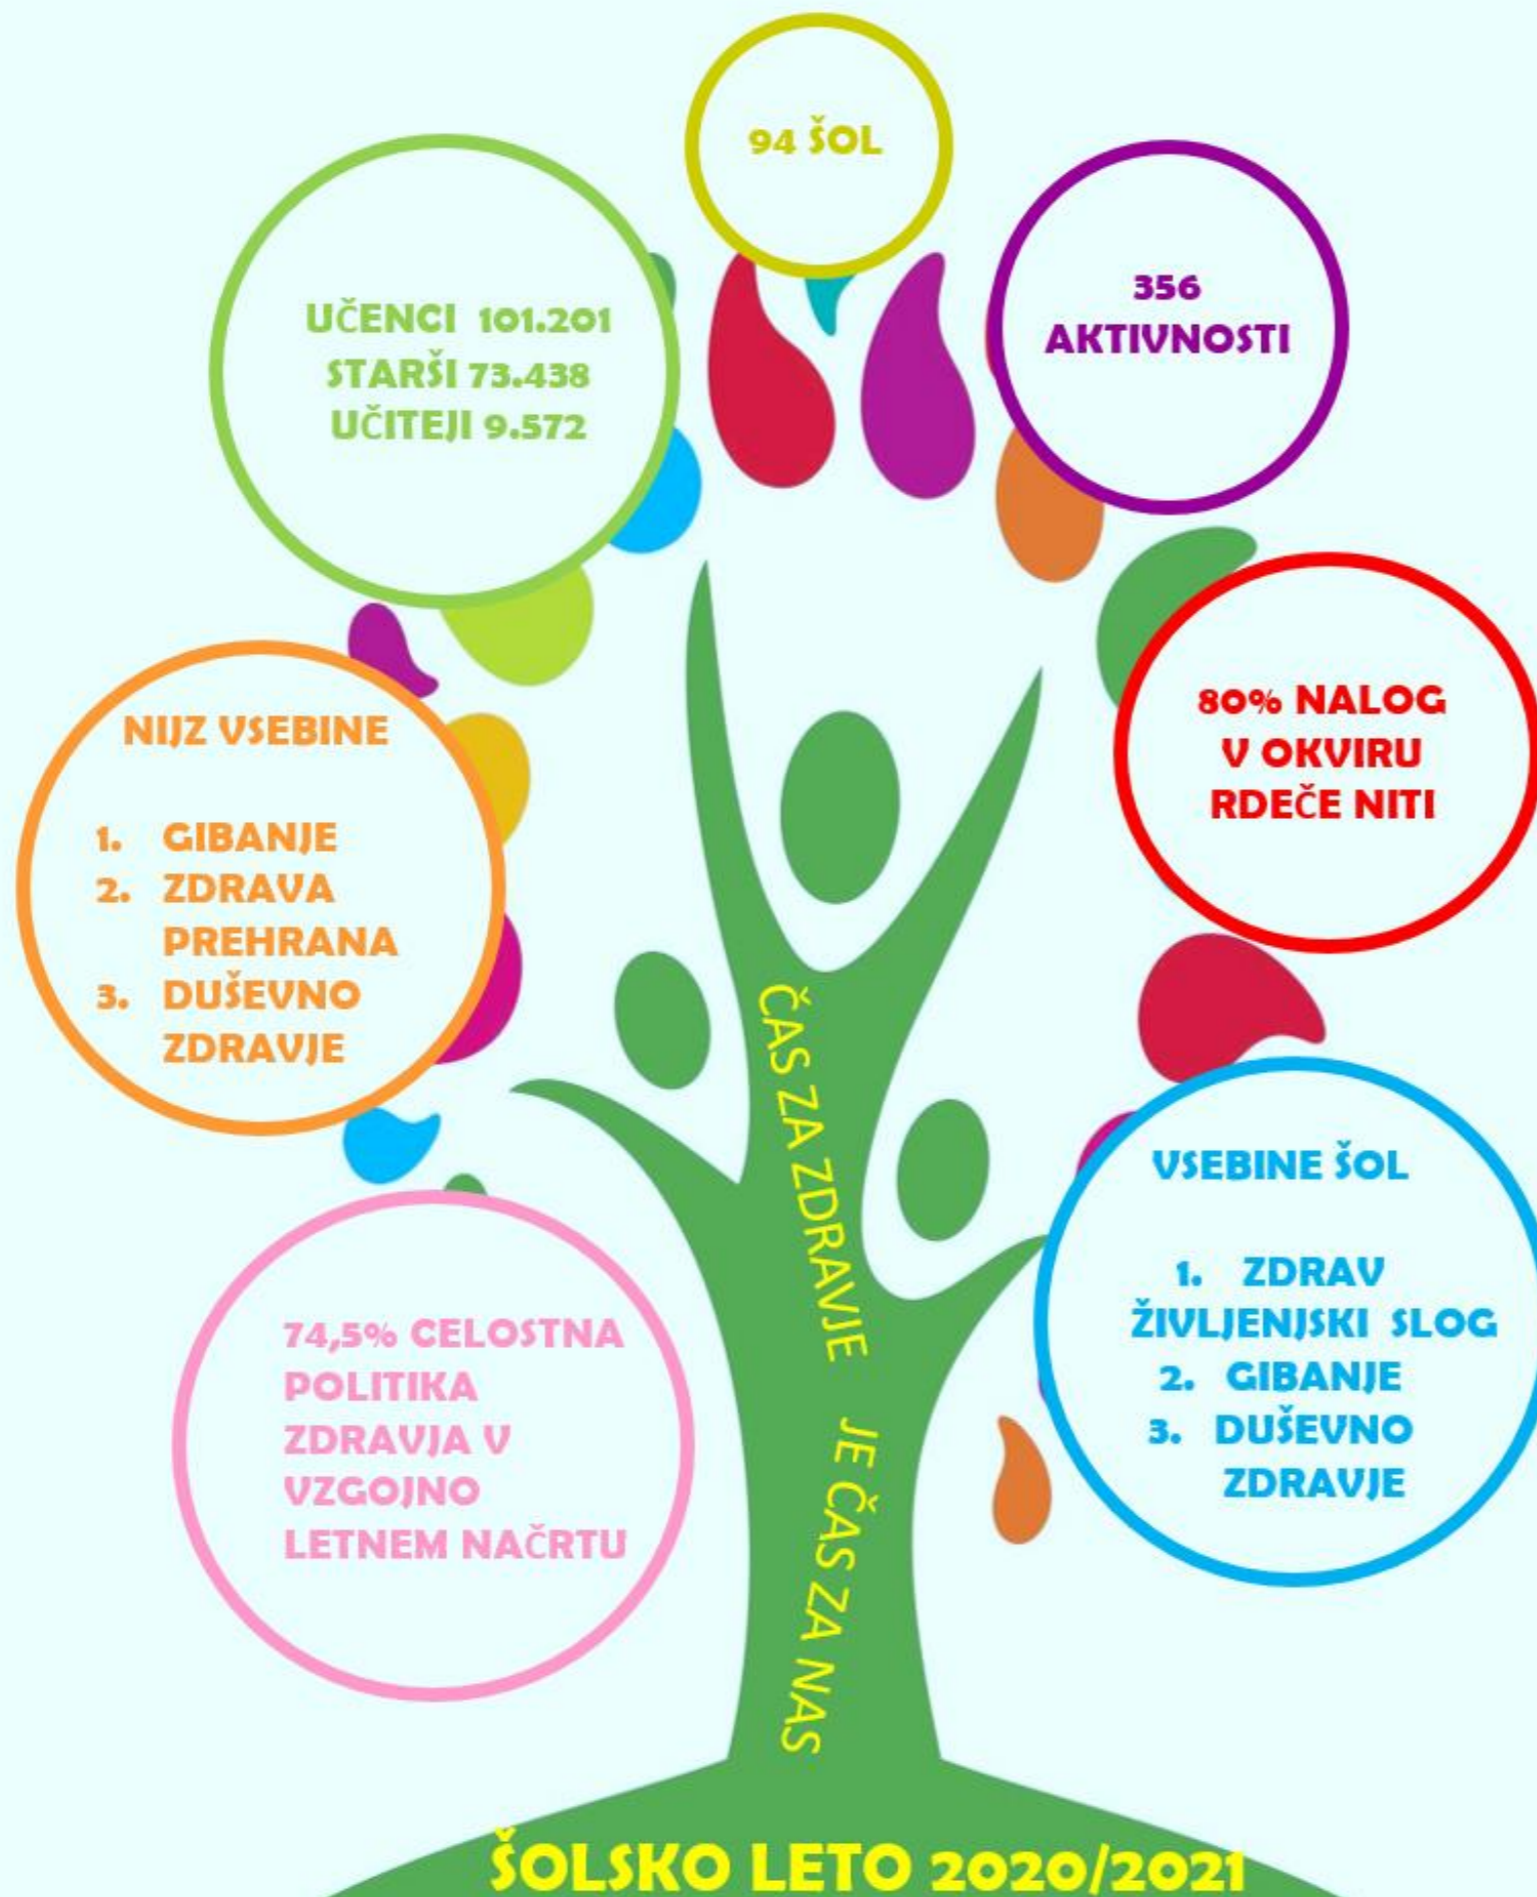 94 ŠOL
UČENCI 101.201
STARŠI 73.438
UČITEJI 9.572
356
AKTIVNOSTI
80% NALOG
V OKVIRU
RDEČE NITI
NIJZ VSEBINE
1. GIBANJE
2. ZDRAVA
PREHRANA
3. DUŠEVNO
ZDRAVJE
VSEBINE ŠOL
1. ZDRAV
ŽIVLJENJSKI SLOG
2. GIBANJE
3. DUŠEVNO
ZDRAVJE
74,5% CELOSTNA
POLITIKA
ZDRAVJA V
VZGOJNO
LETNEM NAČRTU
ČAS ZA ZDRAVJE JE ČAS ZA NAS
ŠOLSKO LETO 2020/2021